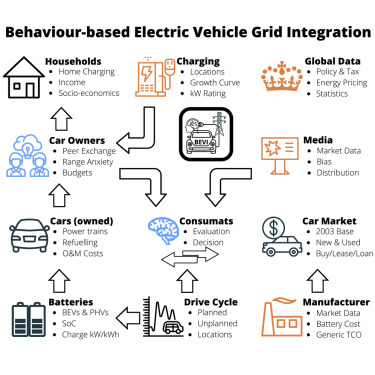 Behaviour-based Electric Vehicle Grid Integration
Households
• Home Charging
• Income
• Socio-economics
Charging
• Locations
• Growth Curve
• kW Rating
Global Data
• Policy & Tax
• Energy Pricing
• Statistics
Car Owners
• Peer Exchange
• Range Anxiety
• Budgets
BEVI
Media
• Market Data
• Bias
• Distribution
Cars (owned)
• Power trains
• Refuelling
• O&M Costs
Consumats
• Evaluation
• Decision
Car Market
• 2003 Base
• New & Used
• Buy/Lease/Loan
$
Batteries
• BEVs & PHVs
• SoC
• Charge kW/kWh
Drive Cycle
• Planned
• Unplanned
• Locations
Manufacturer
• Market Data
• Battery Cost
• Generic TCO